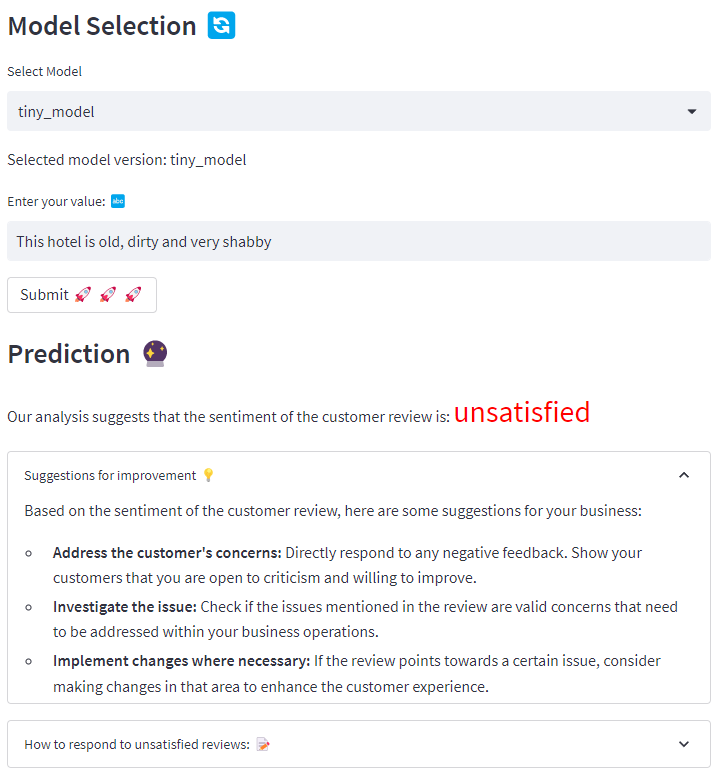 Model Selection 🔄
Select Model
tiny_model
Selected model version: tiny_model
Enter your value: abc
This hotel is old, dirty and very shabby
Submit 🚀 🚀 🚀
Prediction 🔮
Our analysis suggests that the sentiment of the customer review is: unsatisfied
Suggestions for improvement 💡
Based on the sentiment of the customer review, here are some suggestions for your business:
Address the customer's concerns: Directly respond to any negative feedback. Show your
customers that you are open to criticism and willing to improve.
Investigate the issue: Check if the issues mentioned in the review are valid concerns that need
to be addressed within your business operations.
Implement changes where necessary: If the review points towards a certain issue, consider
making changes in that area to enhance the customer experience.
How to respond to unsatisfied reviews: 📝